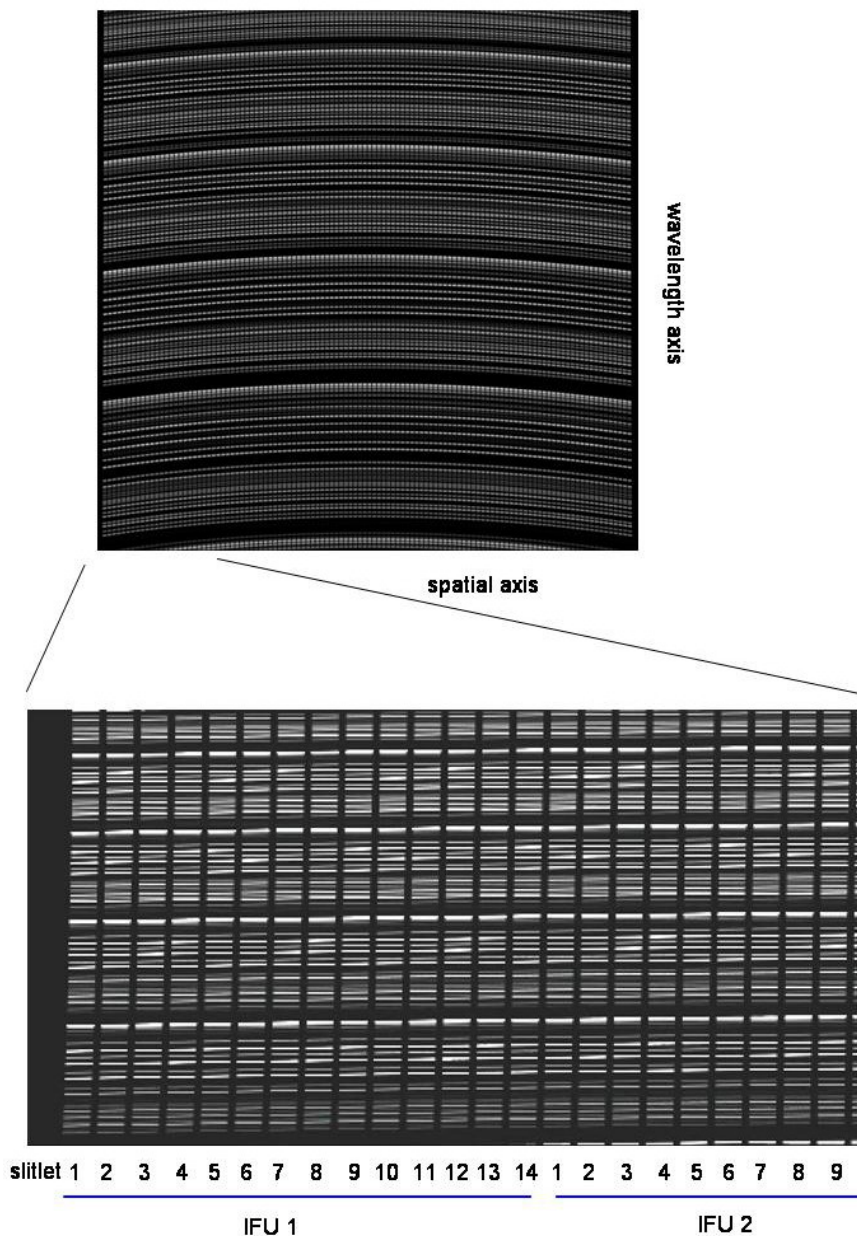 wavelength axis
spatial axis
slitlet 1 2 3 4 5 6 7 8 9 10 11 12 13 14 1 2 3 4 5 6 7 8 9
IFU 1 IFU 2